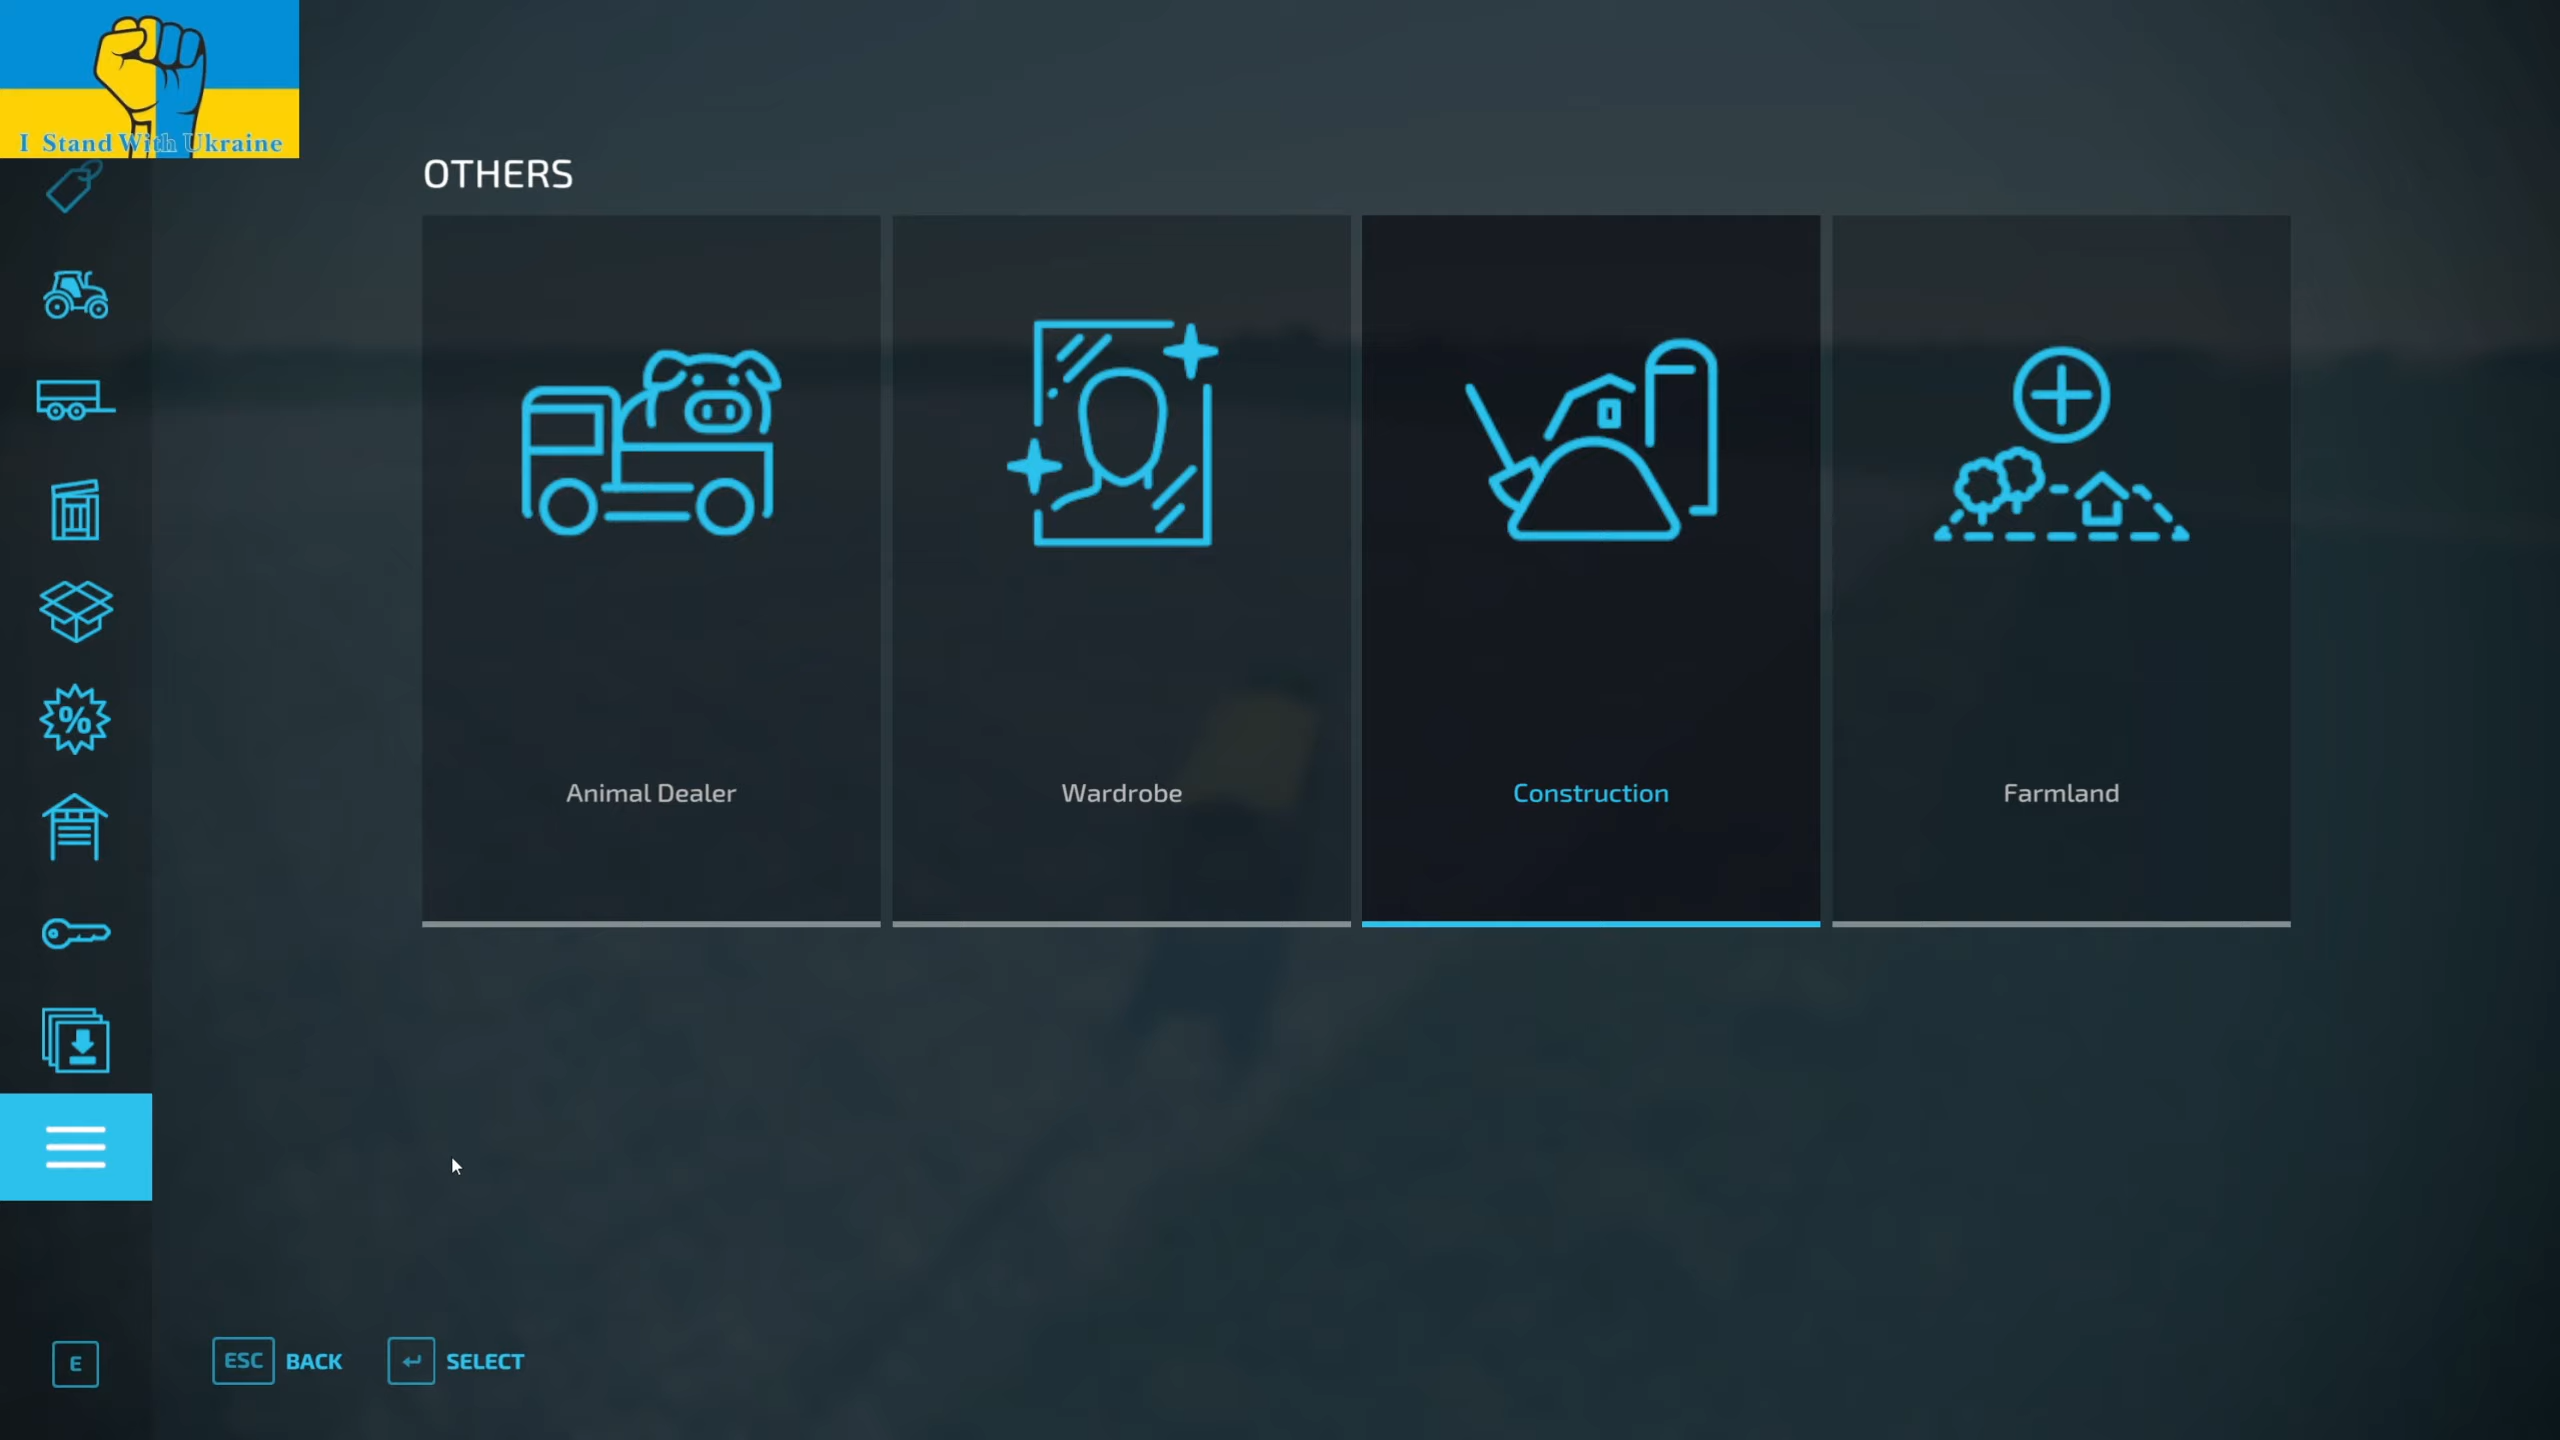 I Stand With Ukraine
OTHERS
%
Animal Dealer
Wardrobe
Construction
Farmland
E
ESC BACK
SELECT